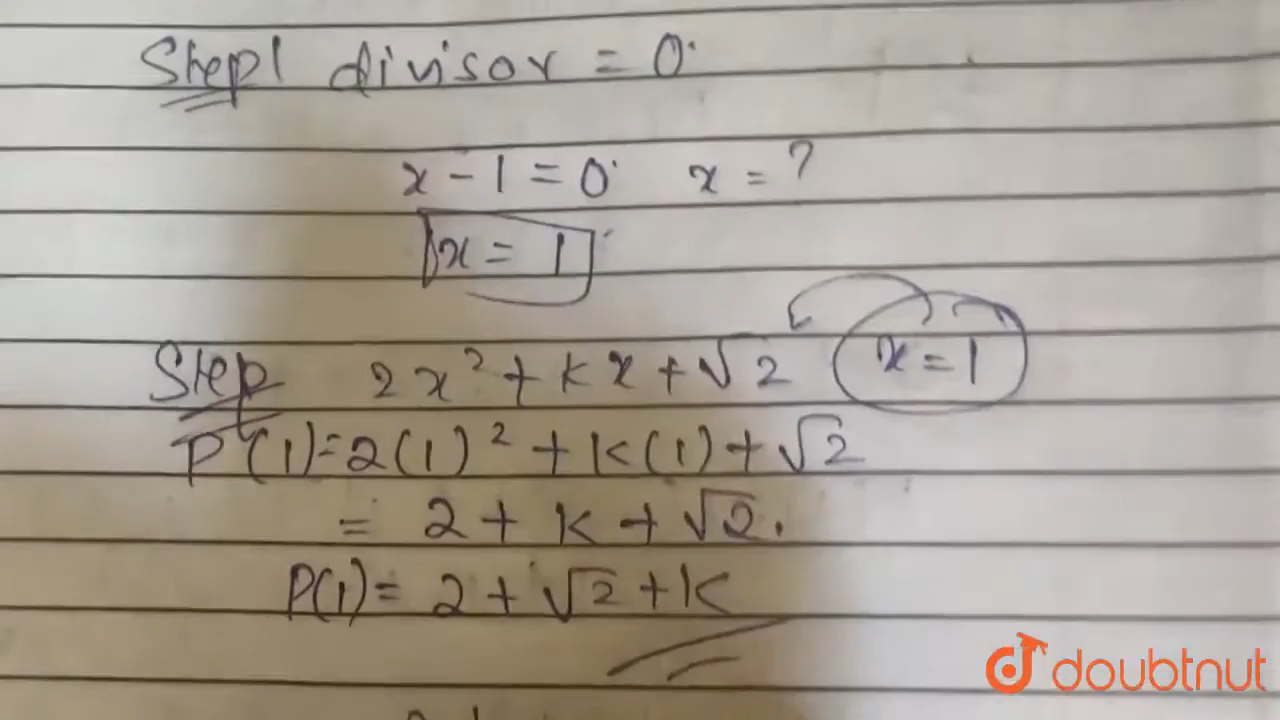 Step1 divisor = 0
x - 1 = 0 x = ?
x = 1
Step 2x² + kx + √2 x = 1
P(1) = 2(1)² + k(1) + √2
= 2 + k + √2.
P(1) = 2 + √2 + k
doubtnut